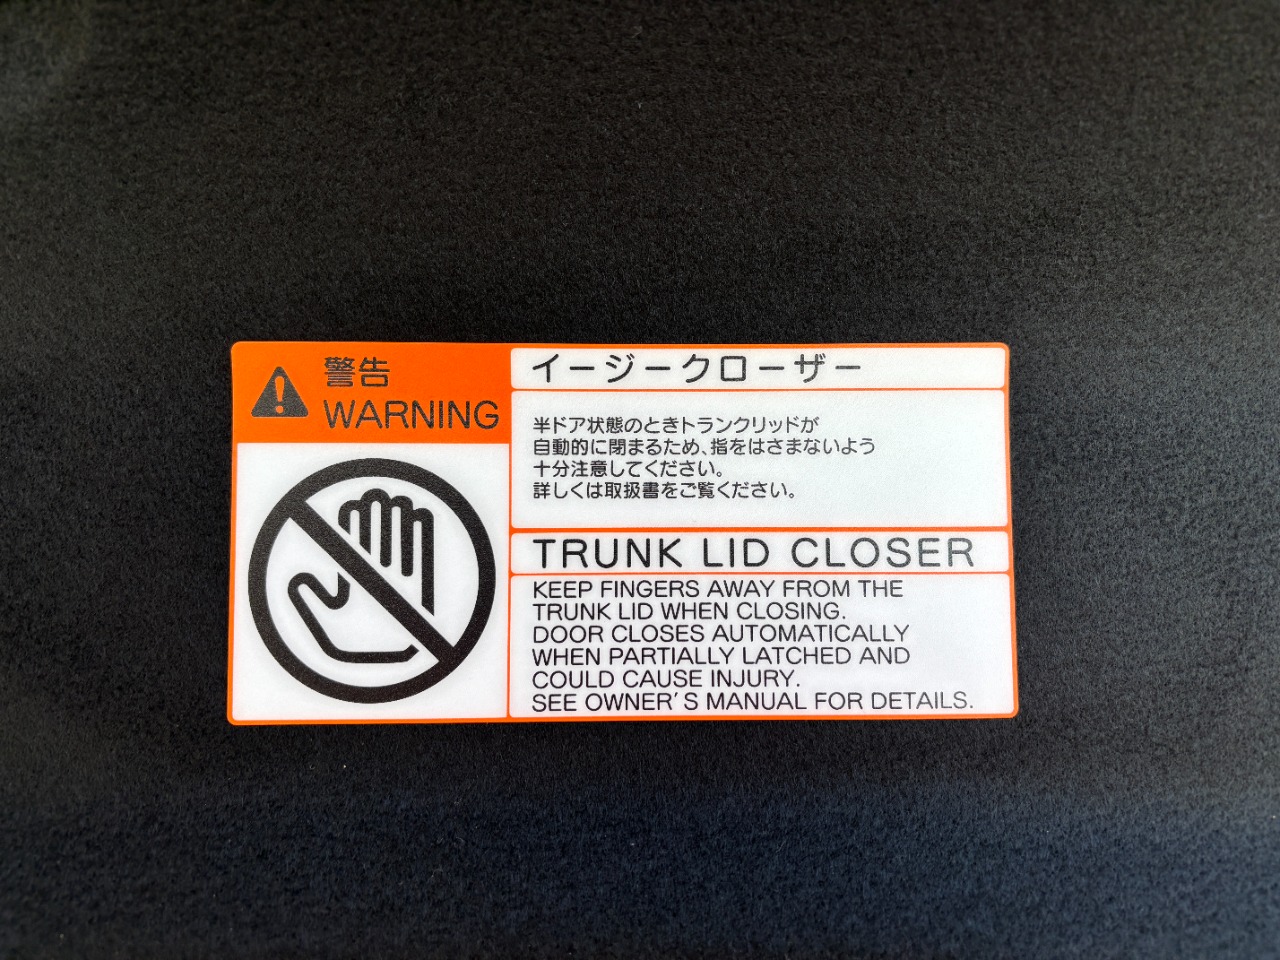 警告
WARNING
イージークローザー
半ドア状態のときトランクリッドが
自動的に閉まるため、指をはさまないよう
十分注意してください。
詳しくは取扱書をご覧ください。
TRUNK LID CLOSER
KEEP FINGERS AWAY FROM THE
TRUNK LID WHEN CLOSING.
DOOR CLOSES AUTOMATICALLY
WHEN PARTIALLY LATCHED AND
COULD CAUSE INJURY.
SEE OWNER'S MANUAL FOR DETAILS.